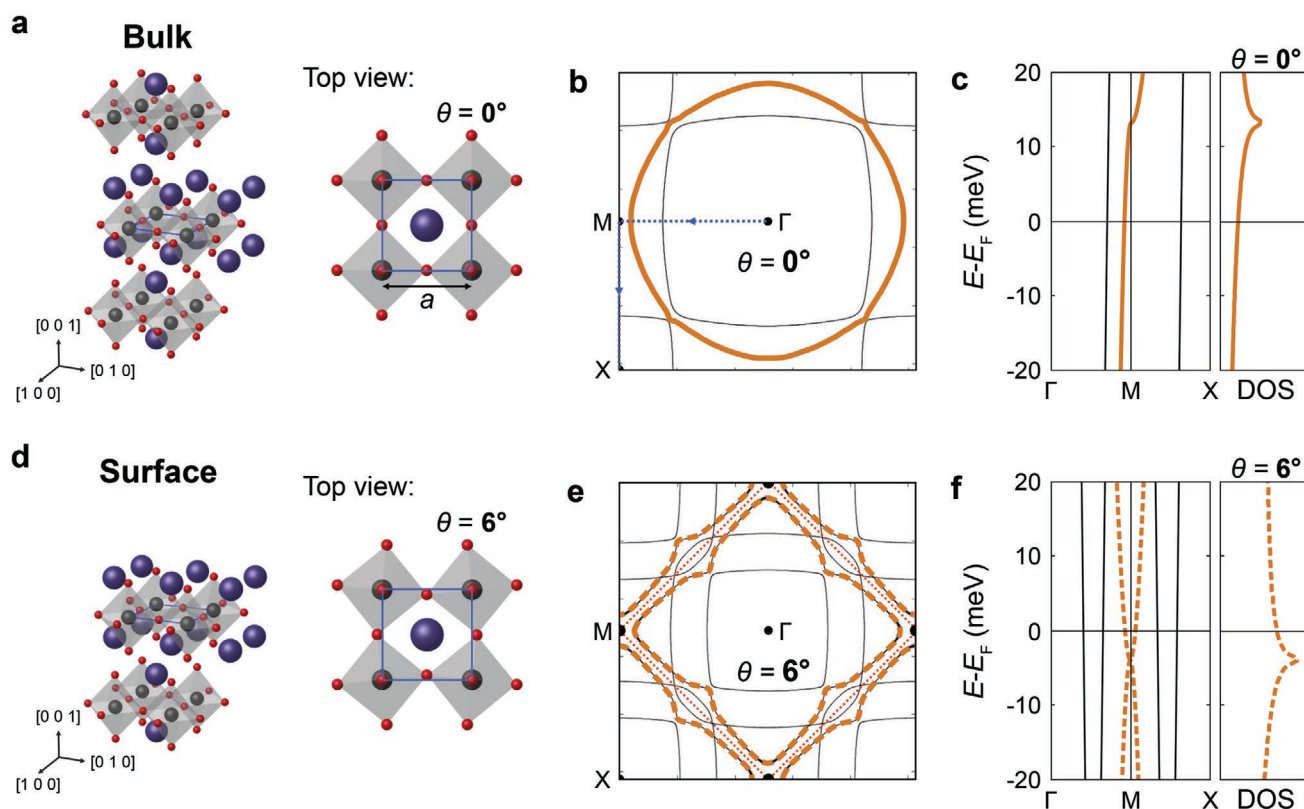 a
Bulk
Top view:
θ = 0°
a
[0 0 1]
[0 1 0]
[1 0 0]
b
M
Γ
θ = 0°
X
c
θ = 0°
E-E_F (meV)
20
10
0
-10
-20
Γ M X DOS
d
Surface
Top view:
θ = 6°
[0 0 1]
[0 1 0]
[1 0 0]
e
M
Γ
θ = 6°
X
f
θ = 6°
E-E_F (meV)
20
10
0
-10
-20
Γ M X DOS